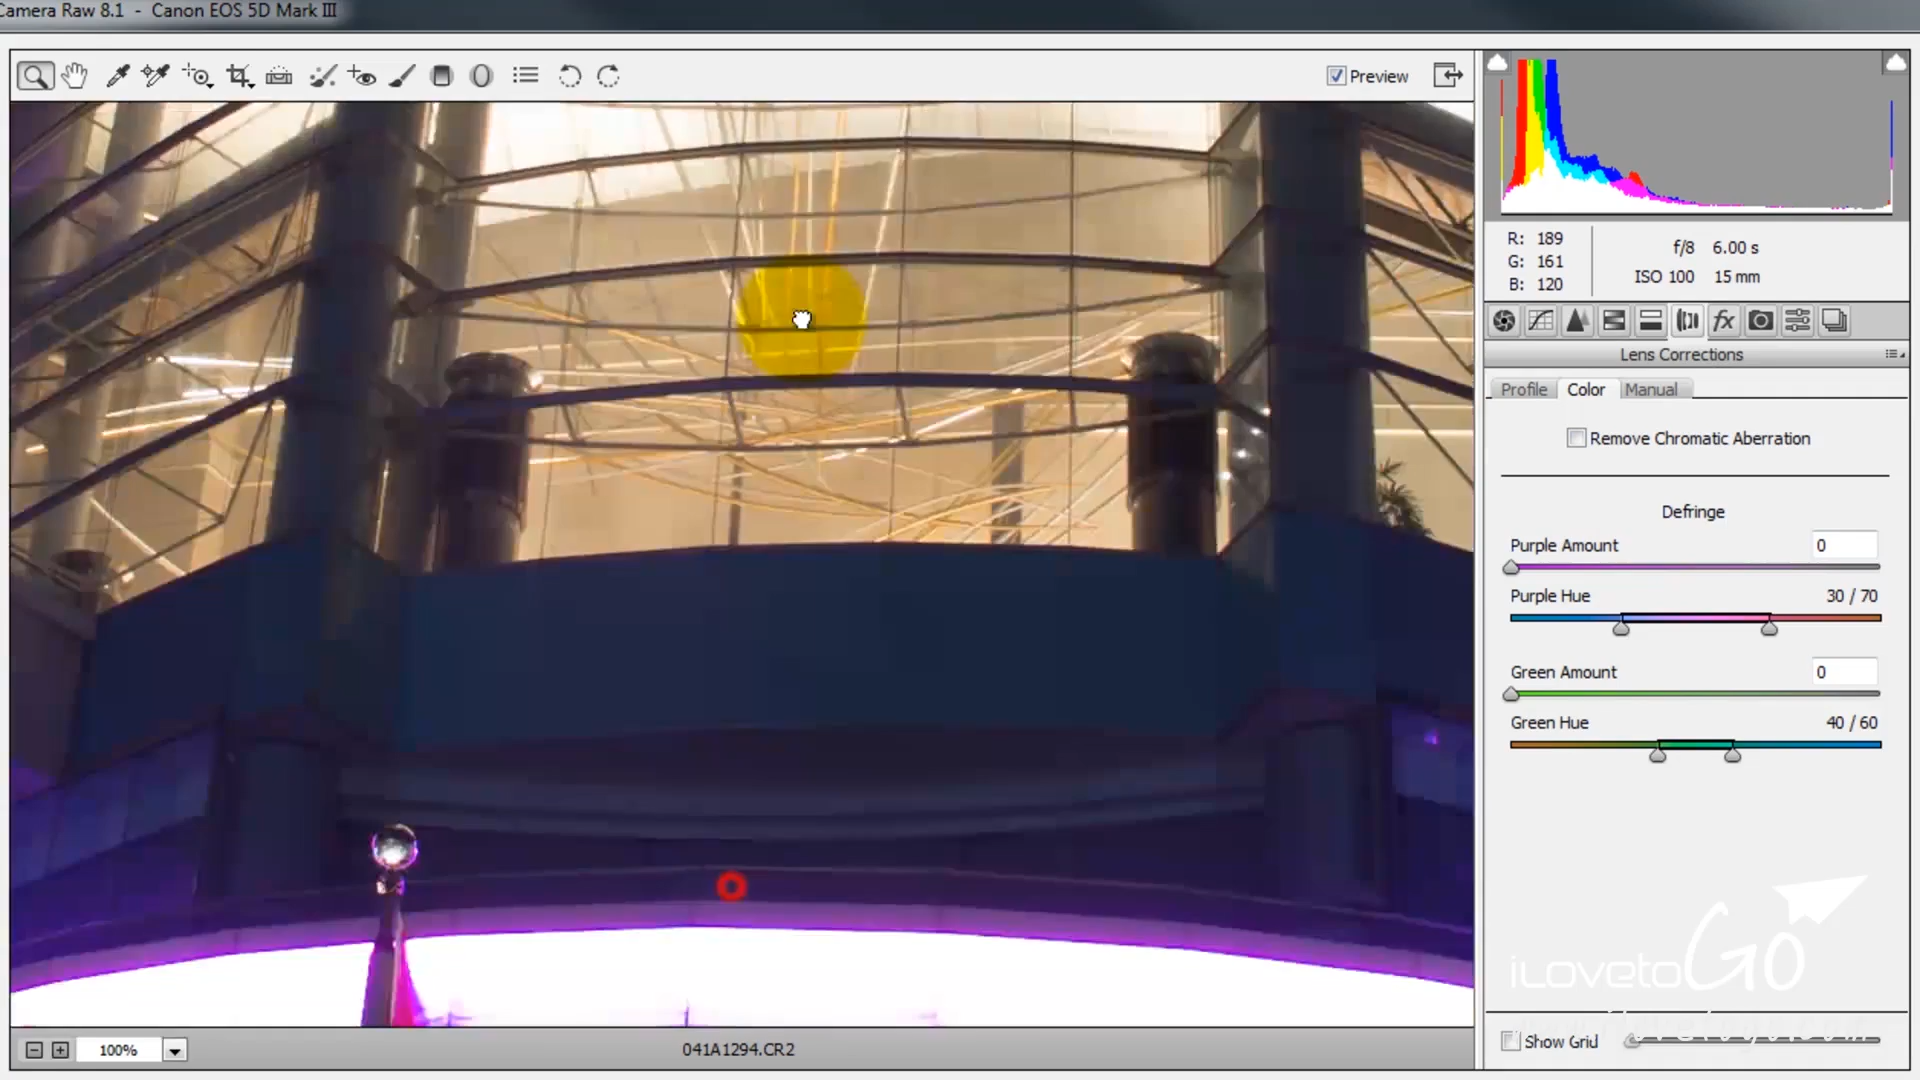 Camera Raw 8.1 - Canon EOS 5D Mark III
Preview
R: 189
G: 161
B: 120
f/8 6.00 s
ISO 100 15 mm
Lens Corrections
Profile Color Manual
Remove Chromatic Aberration
Defringe
Purple Amount 0
Purple Hue 30 / 70
Green Amount 0
Green Hue 40 / 60
iLovetoGo
Show Grid
100% 041A1294.CR2